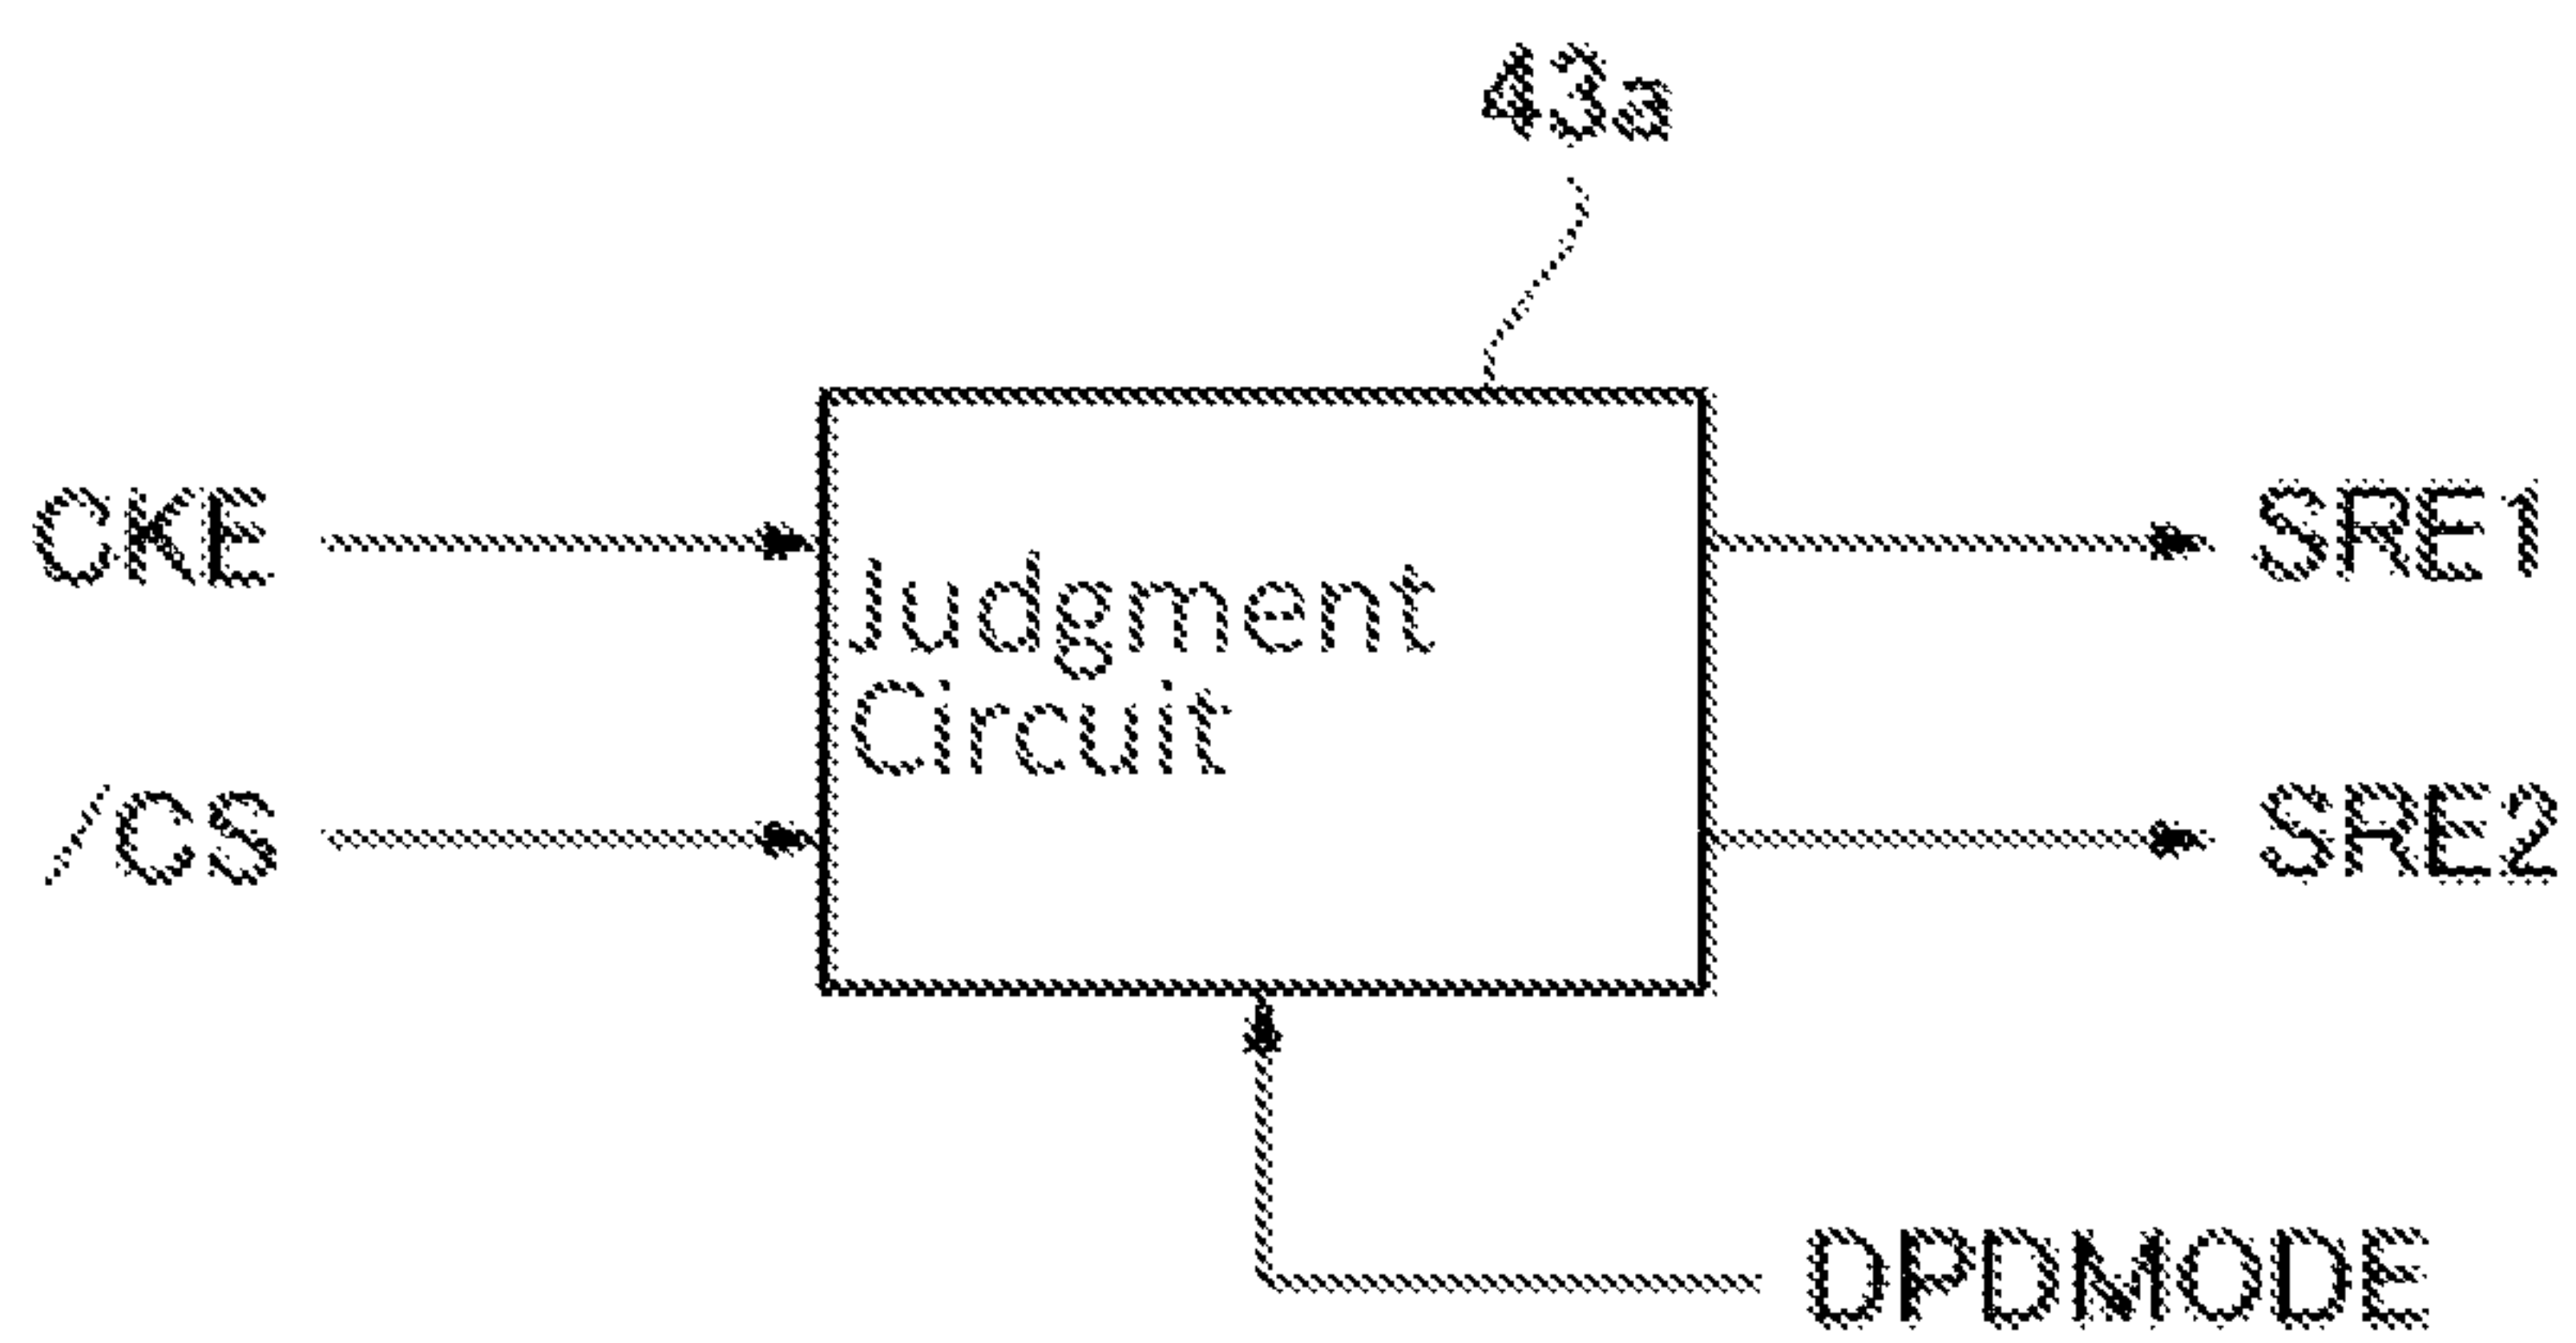 43a
CKE
SRE1
Judgment
Circuit
/CS
SRE2
DPDMODE